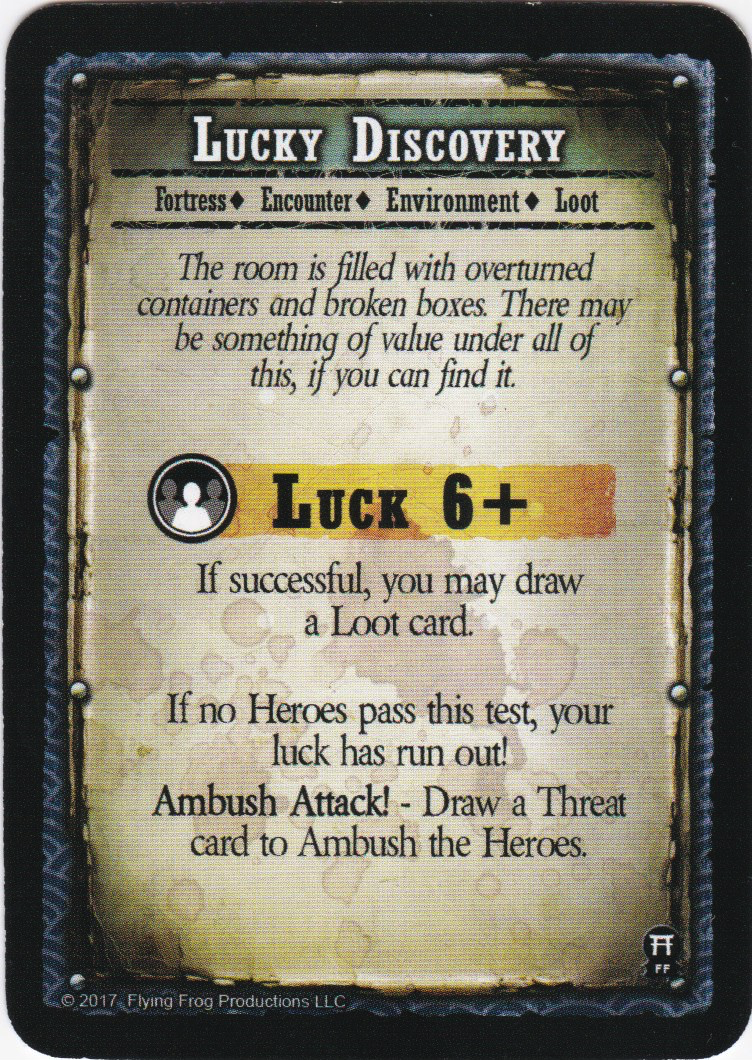 Lucky Discovery
Fortress♦ Encounter♦ Environment♦ Loot
The room is filled with overturned
containers and broken boxes. There may
be something of value under all of
this, if you can find it.
Luck 6+
If successful, you may draw
a Loot card.
If no Heroes pass this test, your
luck has run out!
Ambush Attack! - Draw a Threat
card to Ambush the Heroes.
FF
© 2017 Flying Frog Productions LLC